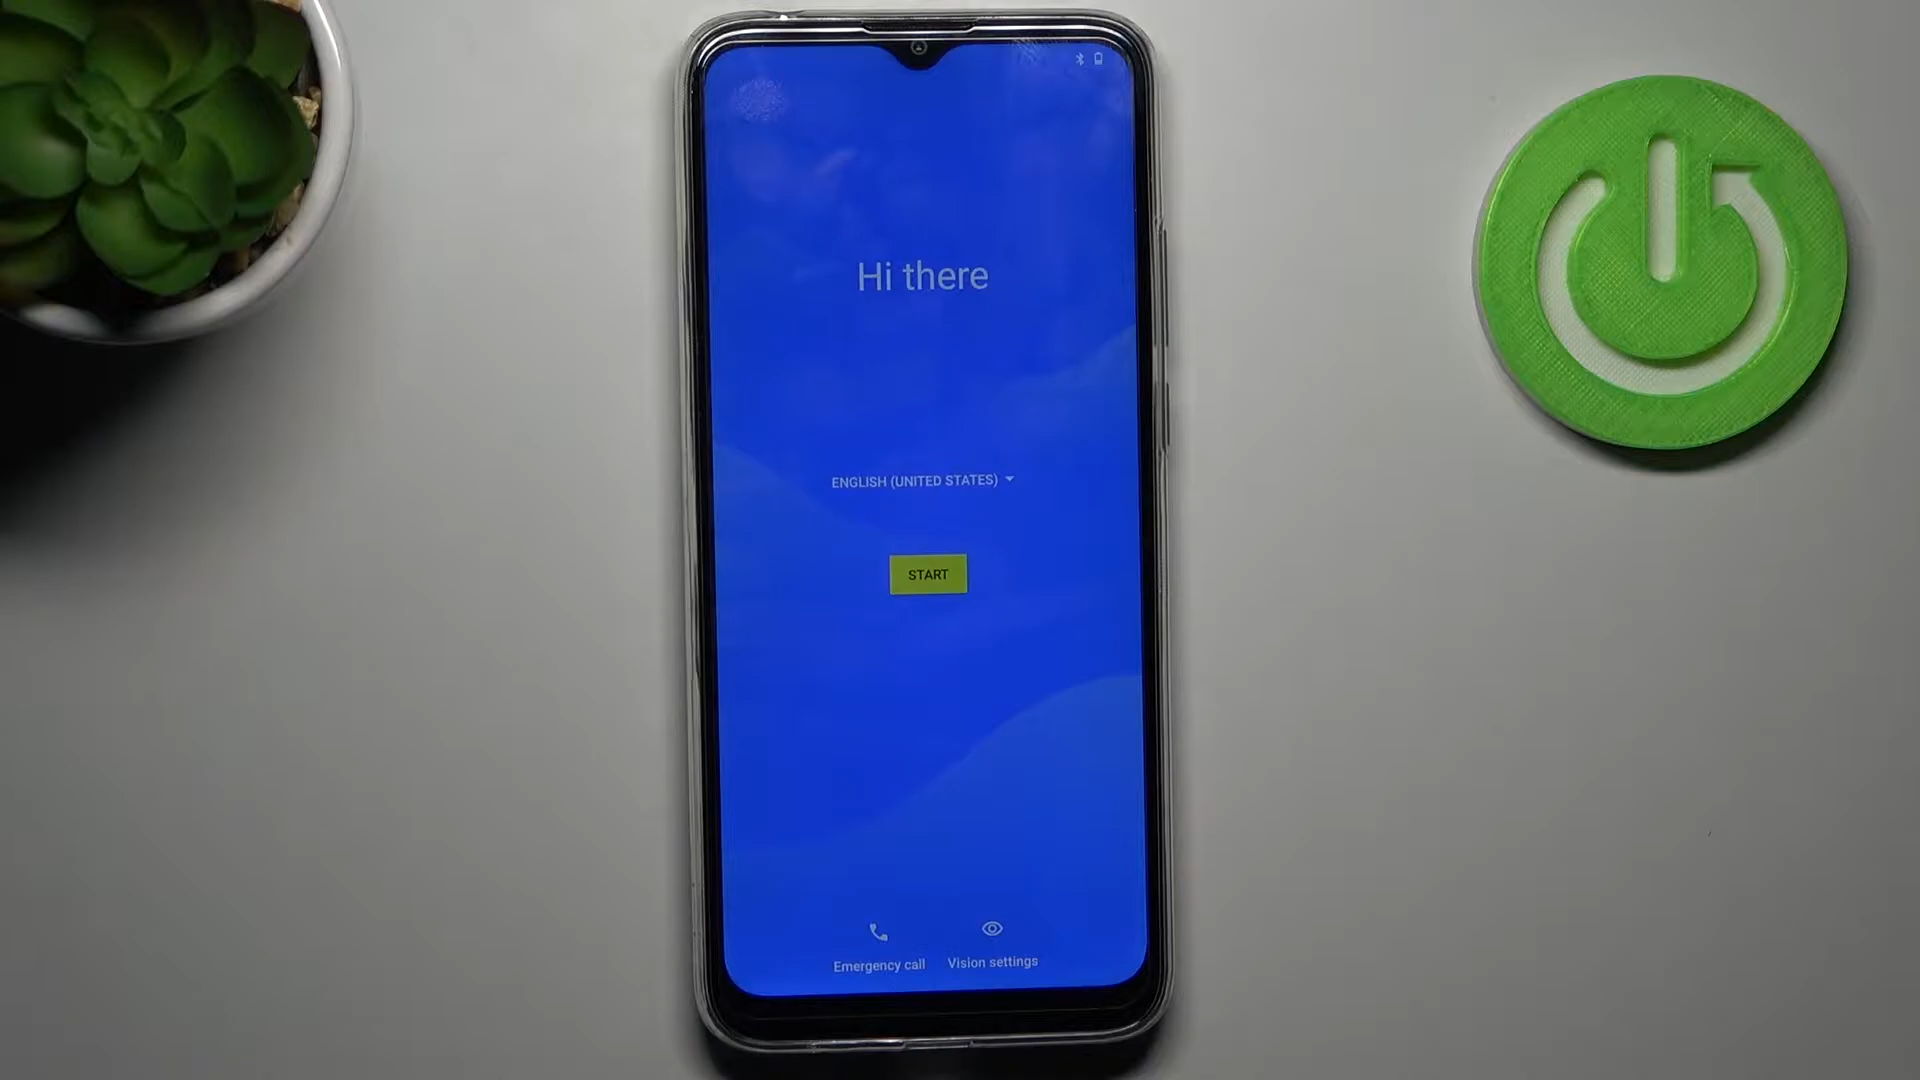 Hi there
ENGLISH (UNITED STATES)
START
Emergency call
Vision settings